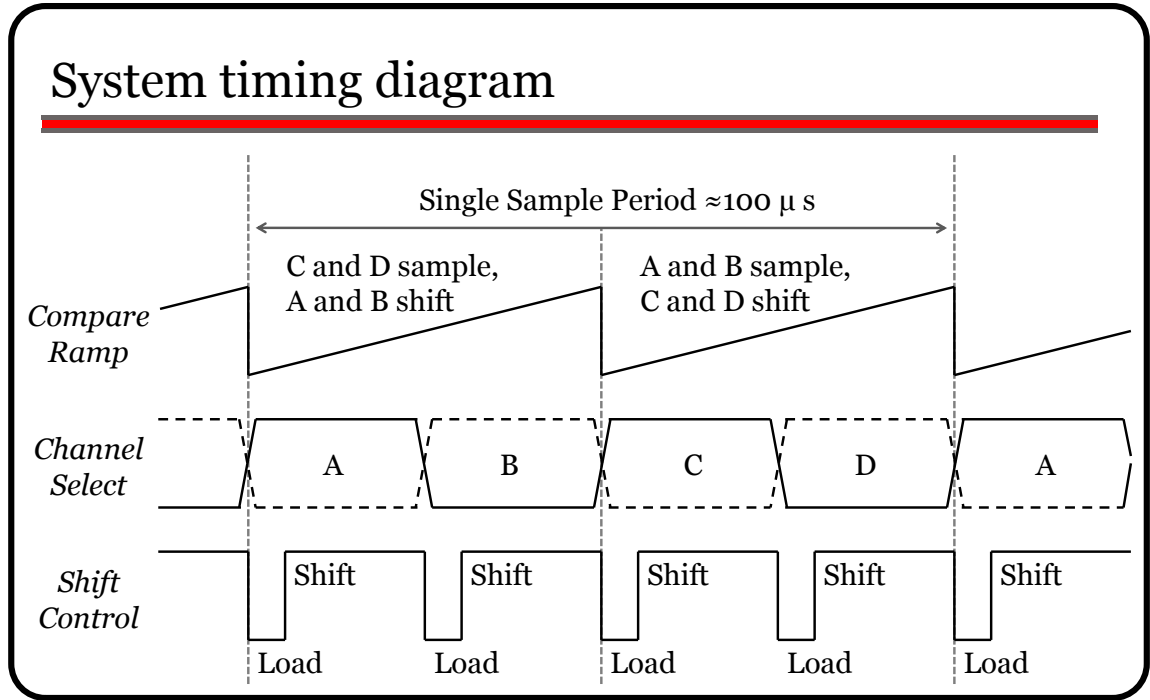 System timing diagram
Single Sample Period ≈100 μ s
C and D sample,
A and B shift
A and B sample,
C and D shift
Compare
Ramp
Channel
Select
A
B
C
D
A
Shift
Control
Shift
Shift
Shift
Shift
Shift
Load
Load
Load
Load
Load